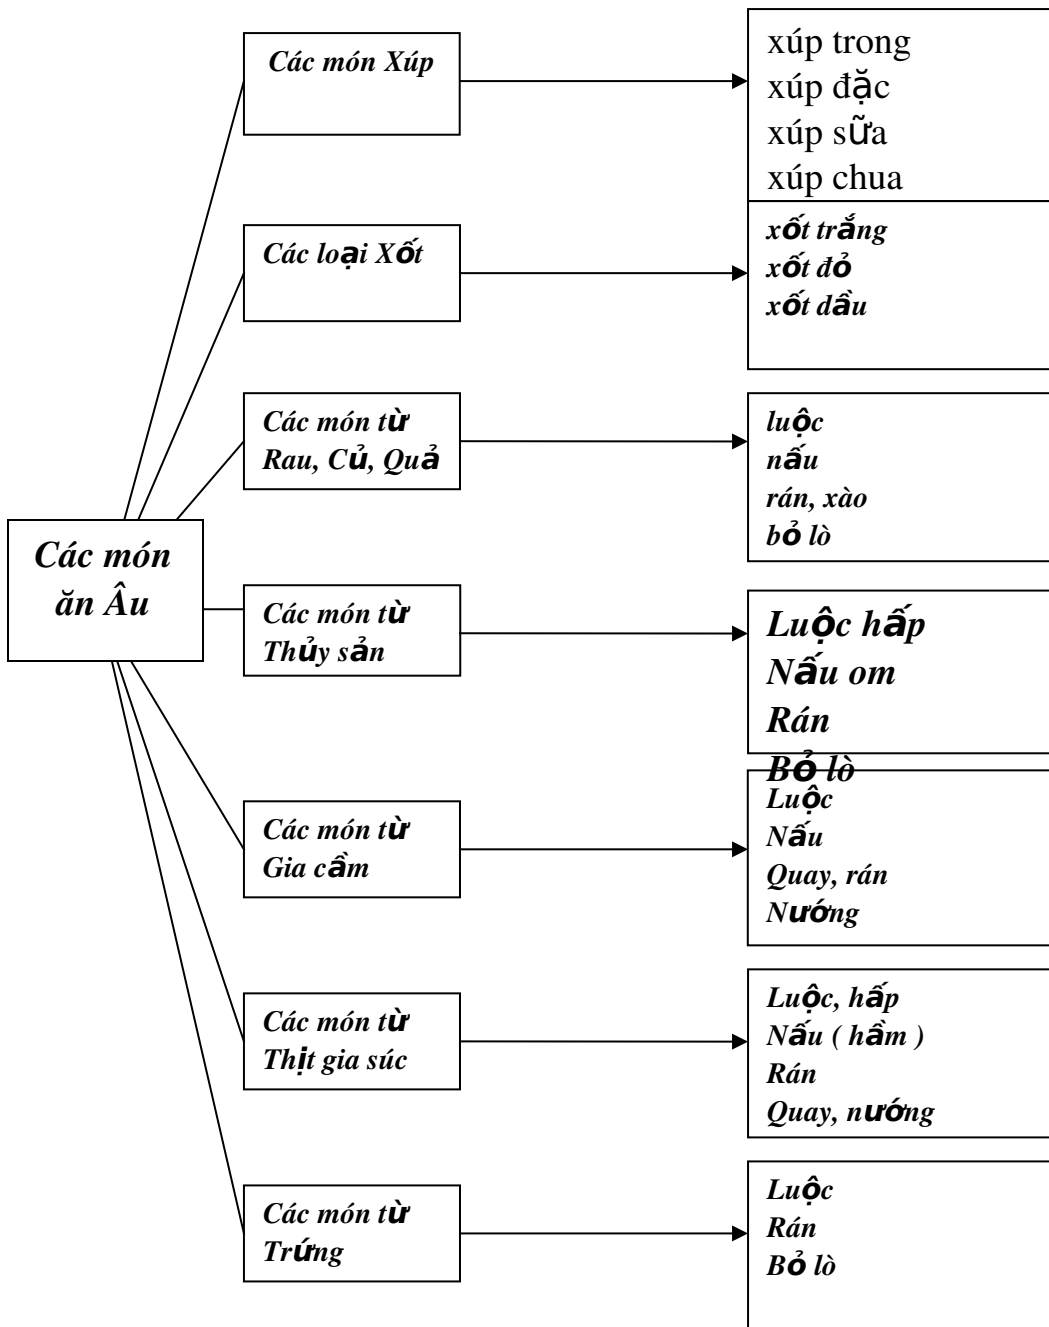 Các món Xúp
xúp trong
xúp đặc
xúp sữa
xúp chua
Các loại Xốt
xốt trắng
xốt đỏ
xốt dầu
Các món từ
Rau, Củ, Quả
luộc
nấu
rán, xào
bỏ lò
Các món
ăn Âu
Các món từ
Thủy sản
Luộc hấp
Nấu om
Rán
Bỏ lò
Các món từ
Gia cầm
Luộc
Nấu
Quay, rán
Nướng
Các món từ
Thịt gia súc
Luộc, hấp
Nấu ( hầm )
Rán
Quay, nướng
Các món từ
Trứng
Luộc
Rán
Bỏ lò